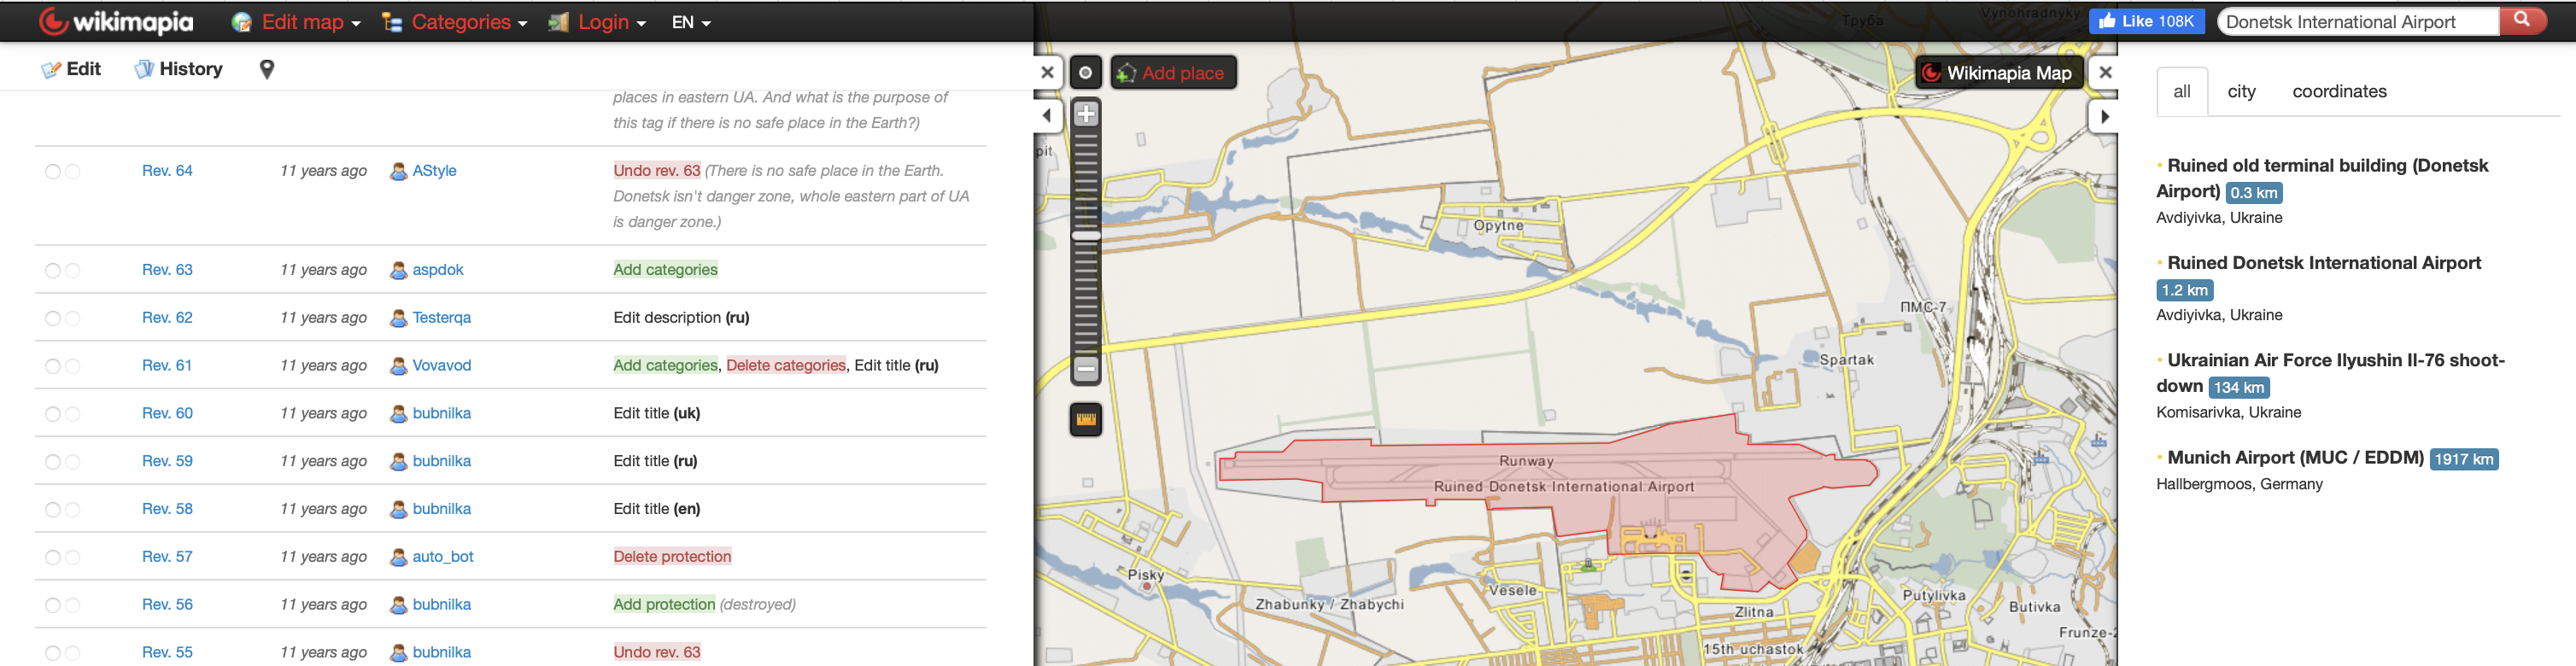 wikimapia
Edit map
Categories
Login
EN
Like 108K
Donetsk International Airport
Edit
History
places in eastern UA. And what is the purpose of
this tag if there is no safe place in the Earth?)
Rev. 64 11 years ago AStyle Undo rev. 63 (There is no safe place in the Earth.
Donetsk isn't danger zone, whole eastern part of UA
is danger zone.)
Rev. 63 11 years ago aspdok Add categories
Rev. 62 11 years ago Testerqa Edit description (ru)
Rev. 61 11 years ago Vovavod Add categories, Delete categories, Edit title (ru)
Rev. 60 11 years ago bubnilka Edit title (uk)
Rev. 59 11 years ago bubnilka Edit title (ru)
Rev. 58 11 years ago bubnilka Edit title (en)
Rev. 57 11 years ago auto_bot Delete protection
Rev. 56 11 years ago bubnilka Add protection (destroyed)
Rev. 55 11 years ago bubnilka Undo rev. 63
Add place
Wikimapia Map
Труба
Vynohradnyky
pit
Opytne
ПМС-7
Spartak
Runway
Ruined Donetsk International Airport
Pisky
Zhabunky / Zhabychi
Vesele
Zlitna
Putylivka
Butivka
Frunze-2
15th uchastok
all
city
coordinates
Ruined old terminal building (Donetsk
Airport) 0.3 km
Avdiyivka, Ukraine
Ruined Donetsk International Airport
1.2 km
Avdiyivka, Ukraine
Ukrainian Air Force Ilyushin Il-76 shoot-
down 134 km
Komisarivka, Ukraine
Munich Airport (MUC / EDDM) 1917 km
Hallbergmoos, Germany